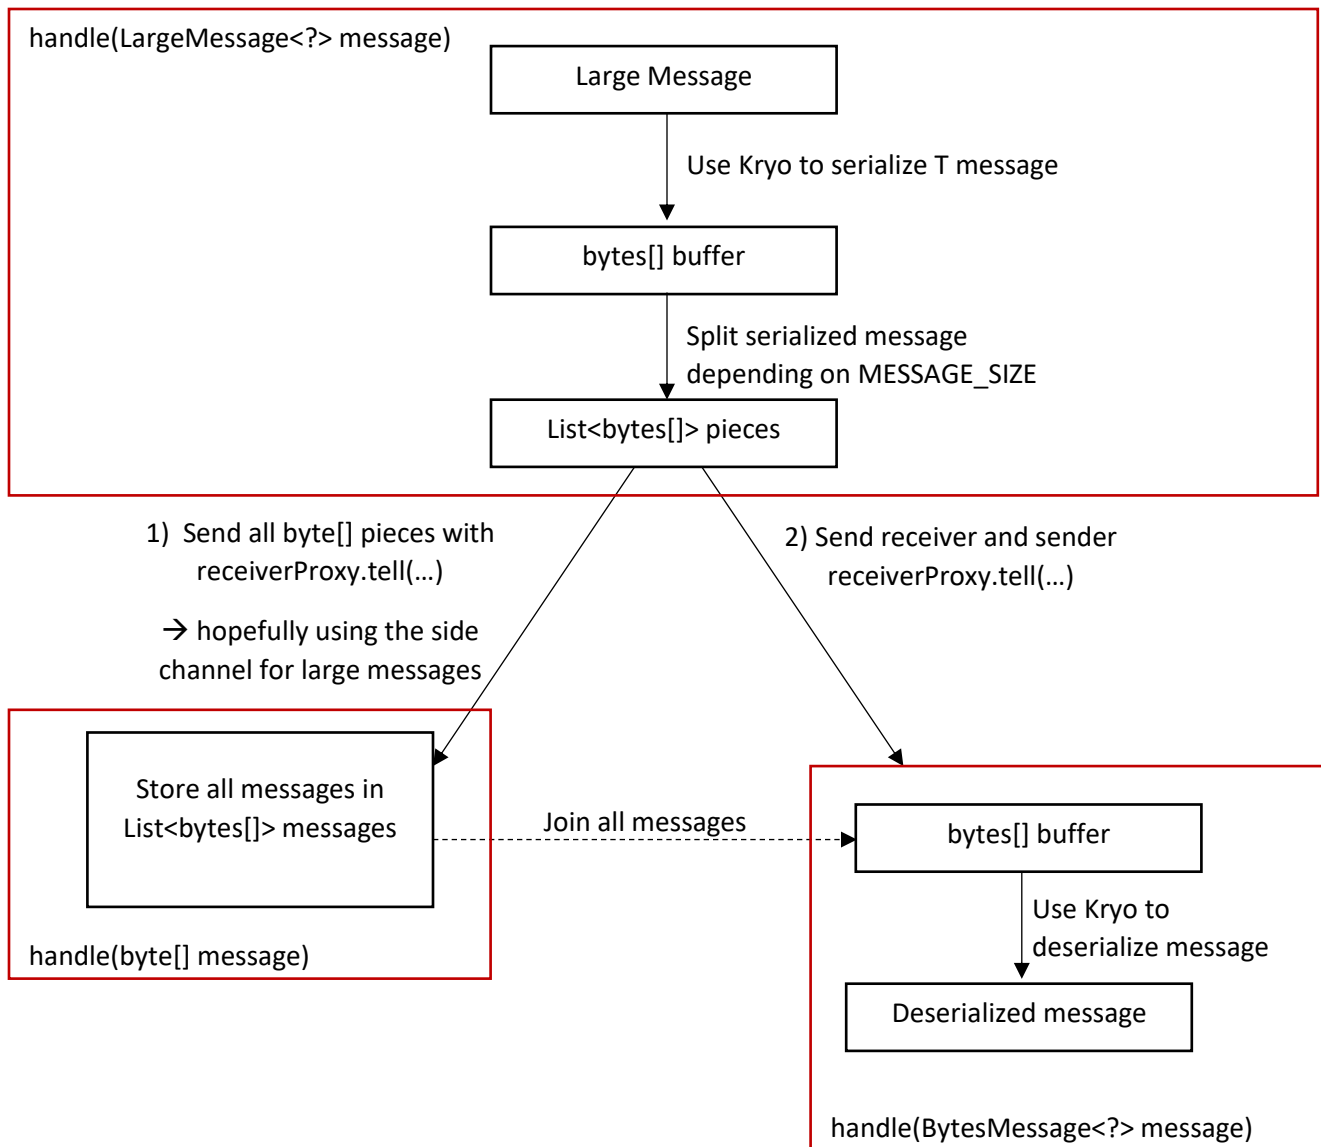 handle(LargeMessage<?> message)
Large Message
Use Kryo to serialize T message
bytes[] buffer
Split serialized message
depending on MESSAGE_SIZE
List<bytes[]> pieces
1) Send all byte[] pieces with
receiverProxy.tell(…)
→ hopefully using the side
channel for large messages
2) Send receiver and sender
receiverProxy.tell(…)
Store all messages in
List<bytes[]> messages
handle(byte[] message)
Join all messages
bytes[] buffer
Use Kryo to
deserialize message
Deserialized message
handle(BytesMessage<?> message)